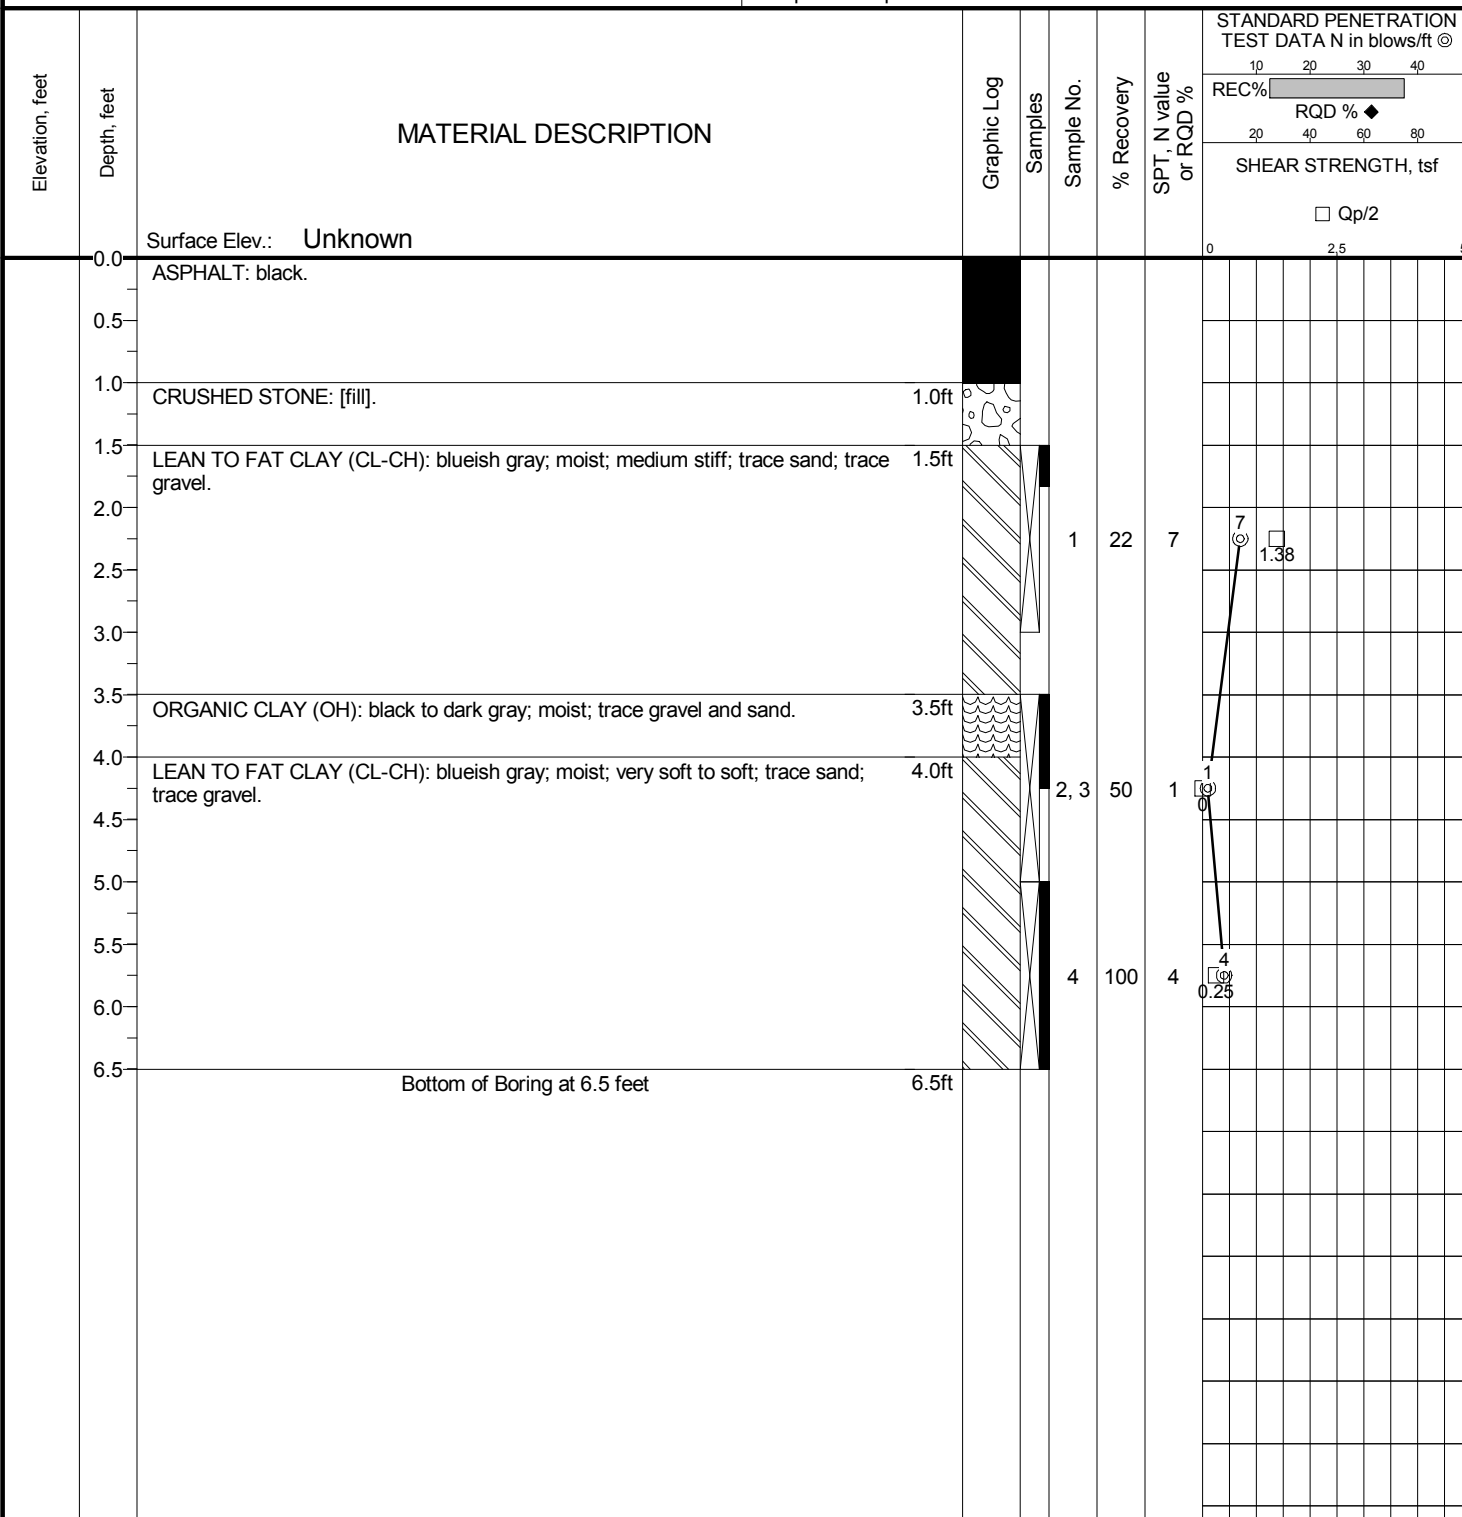 STANDARD PENETRATION
TEST DATA N in blows/ft
10 20 30 40
REC%
RQD % ◆
20 40 60 80
SHEAR STRENGTH, tsf
□ Qp/2
0 2.5
Elevation, feet
Depth, feet
MATERIAL DESCRIPTION
Graphic Log
Samples
Sample No.
% Recovery
SPT, N value
or RQD %
Surface Elev.: Unknown
0.0
ASPHALT: black.
0.5
1.0
CRUSHED STONE: [fill]. 1.0ft
1.5
LEAN TO FAT CLAY (CL-CH): blueish gray; moist; medium stiff; trace sand; trace 1.5ft
gravel.
2.0
7
1 22 7
1.38
2.5
3.0
3.5
ORGANIC CLAY (OH): black to dark gray; moist; trace gravel and sand. 3.5ft
4.0
LEAN TO FAT CLAY (CL-CH): blueish gray; moist; very soft to soft; trace sand; 4.0ft
trace gravel.
1
2, 3 50 1
0
4.5
5.0
5.5
4
4 100 4
0.25
6.0
6.5
Bottom of Boring at 6.5 feet 6.5ft